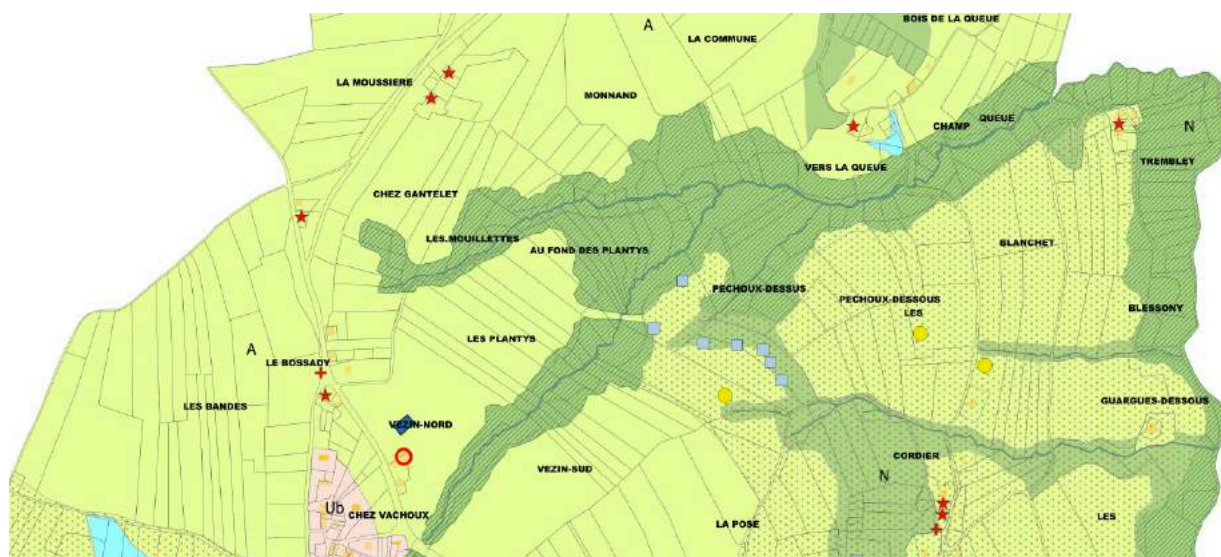 BOIS DE LA QUEUE
A
LA COMMUNE
LA MOUSSIERE
MONNAND
QUEUE
CHAMP
N
TREMBLEY
VERS LA QUEUE
CHEZ GANTELET
LES MOUILLETTES
AU FOND DES PLANTYS
BLANCHET
PECHOUX-DESSUS
PECHOUX-DESSOUS
LES
BLESSONY
LES PLANTYS
A
LE BOSSADY
LES BANDES
GUARGUES-DESSOUS
VEZIN-NORD
CORDIER
VEZIN-SUD
N
Ub
CHEZ VACHOUX
LA POSE
LES